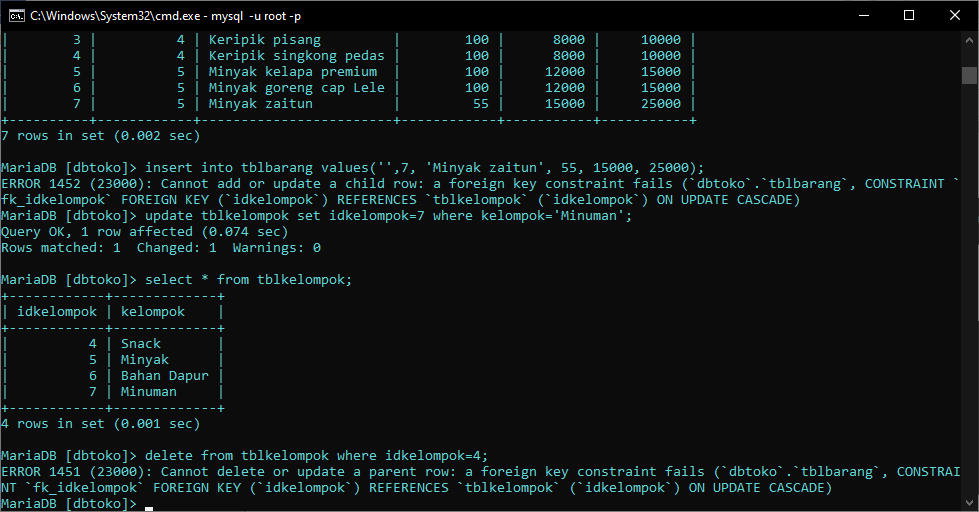 C:\Windows\System32\cmd.exe - mysql  -u root -p
|         3 |         4 | Keripik pisang         |        100 |        8000 |     10000 |
|         4 |         4 | Keripik singkong pedas |        100 |        8000 |     10000 |
|         5 |         5 | Minyak kelapa premium  |        100 |       12000 |     15000 |
|         6 |         5 | Minyak goreng cap Lele |        100 |       12000 |     15000 |
|         7 |         5 | Minyak zaitun          |         55 |       15000 |     25000 |
+----------+-------------+------------------------+------------+-----------+-----------+
7 rows in set (0.002 sec)
MariaDB [dbtoko]> insert into tblbarang values('',7, 'Minyak zaitun', 55, 15000, 25000);
ERROR 1452 (23000): Cannot add or update a child row: a foreign key constraint fails (`dbtoko`.`tblbarang`, CONSTRAINT `
fk_idkelompok` FOREIGN KEY (`idkelompok`) REFERENCES `tblkelompok` (`idkelompok`) ON UPDATE CASCADE)
MariaDB [dbtoko]> update tblkelompok set idkelompok=7 where kelompok='Minuman';
Query OK, 1 row affected (0.074 sec)
Rows matched: 1  Changed: 1  Warnings: 0
MariaDB [dbtoko]> select * from tblkelompok;
+------------+-------------+
| idkelompok | kelompok    |
+------------+-------------+
|          4 | Snack       |
|          5 | Minyak      |
|          6 | Bahan Dapur |
|          7 | Minuman     |
+------------+-------------+
4 rows in set (0.001 sec)
MariaDB [dbtoko]> delete from tblkelompok where idkelompok=4;
ERROR 1451 (23000): Cannot delete or update a parent row: a foreign key constraint fails (`dbtoko`.`tblbarang`, CONSTRAI
NT `fk_idkelompok` FOREIGN KEY (`idkelompok`) REFERENCES `tblkelompok` (`idkelompok`) ON UPDATE CASCADE)
MariaDB [dbtoko]>